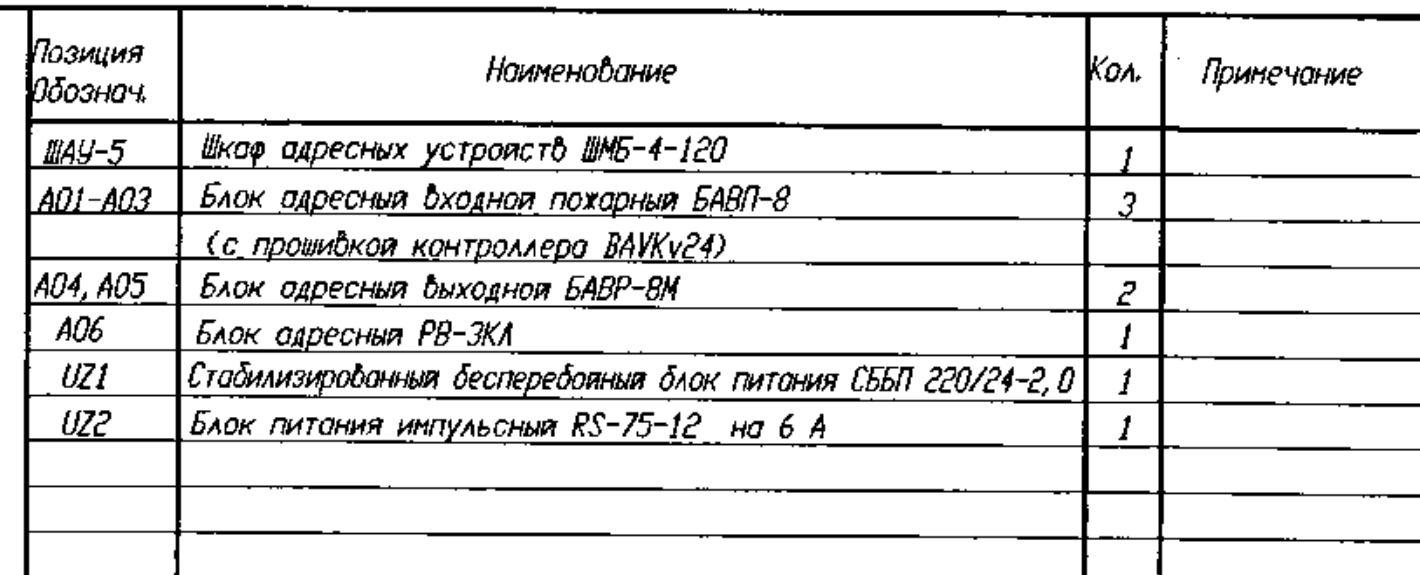 Позиция Обознач. Наименование Кол. Примечание
ШАУ-5 Шкаф адресных устройств ШМБ-4-120 1
А01-А03 Блок адресный входной пожарный БАВП-8 3
(с прошивкой контроллера BAVKv24)
А04, А05 Блок адресный выходной БАВР-8М 2
А06 Блок адресный РВ-3КЛ 1
UZ1 Стабилизированный бесперебойный блок питания СББП 220/24-2,0 1
UZ2 Блок питания импульсный RS-75-12 на 6 А 1